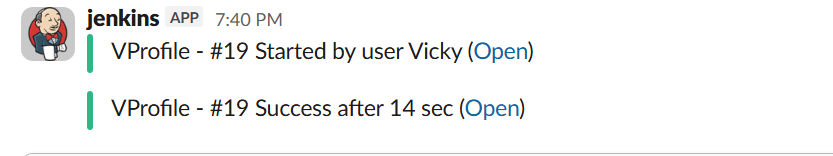 jenkins APP 7:40 PM
VProfile - #19 Started by user Vicky (Open)
VProfile - #19 Success after 14 sec (Open)